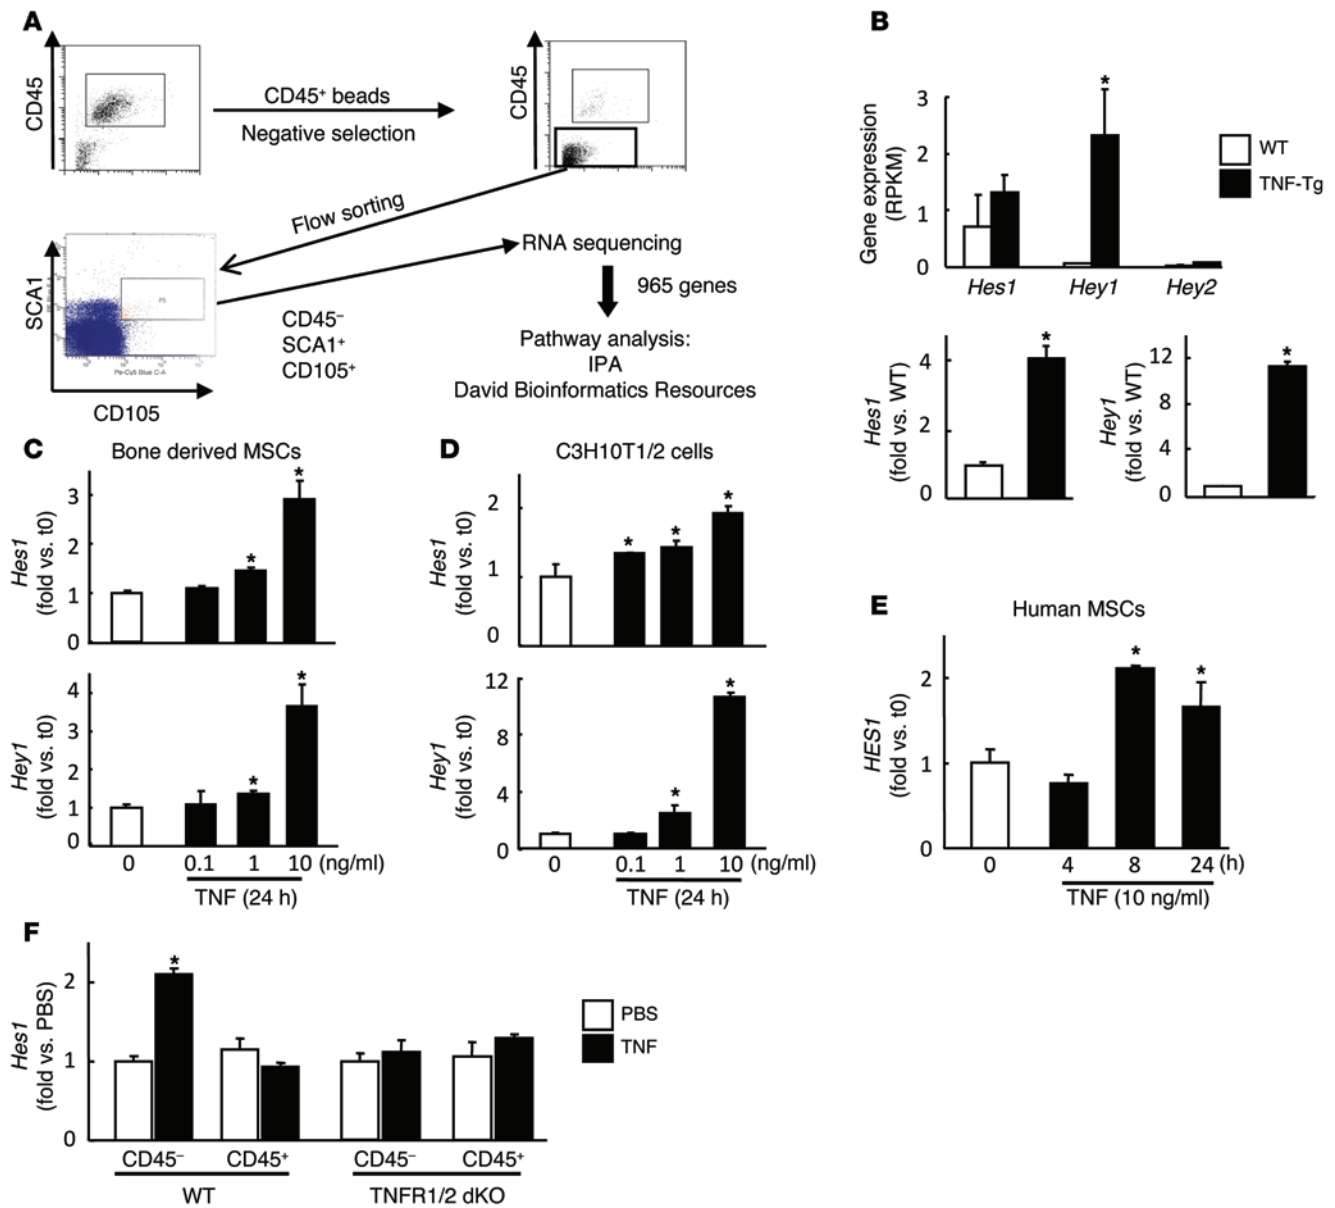 A
CD45
CD45+ beads
Negative selection
CD45
Flow sorting
SCA1
P3
Pe-Cy5 Blue C-A
CD105
CD45–
SCA1+
CD105+
RNA sequencing
965 genes
Pathway analysis:
IPA
David Bioinformatics Resources
B
Gene expression
(RPKM)
3
2
1
0
*
Hes1
Hey1
Hey2
WT
TNF-Tg
Hes1
(fold vs. WT)
4
2
0
*
Hey1
(fold vs. WT)
12
8
4
0
*
C
Bone derived MSCs
Hes1
(fold vs. t0)
3
2
1
0
* *
Hey1
(fold vs. t0)
4
3
2
1
0
* *
0 0.1 1 10 (ng/ml)
TNF (24 h)
D
C3H10T1/2 cells
Hes1
(fold vs. t0)
2
1
0
* * *
Hey1
(fold vs. t0)
12
8
4
0
* *
0 0.1 1 10 (ng/ml)
TNF (24 h)
E
Human MSCs
HES1
(fold vs. t0)
2
1
0
* *
0 4 8 24 (h)
TNF (10 ng/ml)
F
Hes1
(fold vs. PBS)
2
1
0
*
CD45– CD45+ CD45– CD45+
WT TNFR1/2 dKO
PBS
TNF